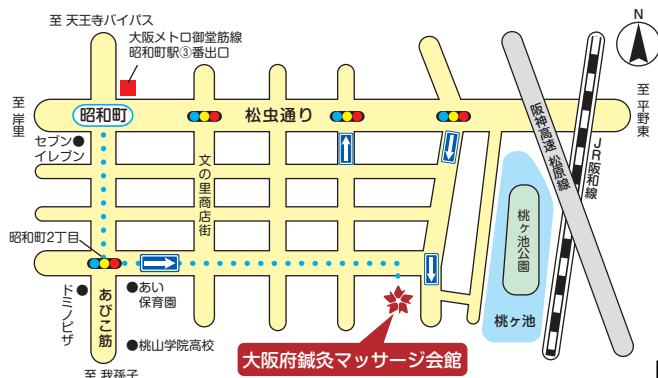 至 天王寺バイパス
大阪メトロ御堂筋線
昭和町駅③番出口
N
至 岸里
昭和町
松虫通り
至 平野東
セブン
イレブン
文の里商店街
阪神高速 松原線
JR阪和線
桃ヶ池公園
桃ヶ池
昭和町2丁目
ドミノピザ
あびこ筋
あい
保育園
桃山学院高校
大阪府鍼灸マッサージ会館
至 我孫子